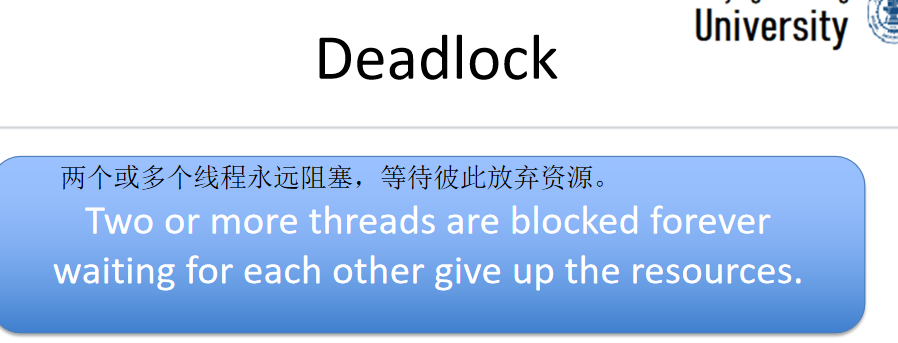 University
Deadlock
两个或多个线程永远阻塞，等待彼此放弃资源。
Two or more threads are blocked forever
waiting for each other give up the resources.